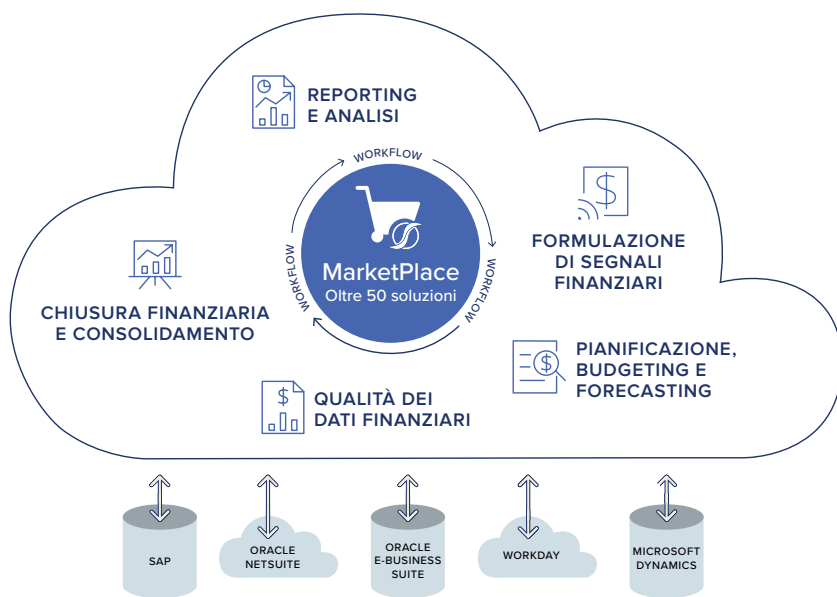 REPORTING
E ANALISI
WORKFLOW
WORKFLOW
WORKFLOW
MarketPlace
Oltre 50 soluzioni
FORMULAZIONE
DI SEGNALI
FINANZIARI
CHIUSURA FINANZIARIA
E CONSOLIDAMENTO
PIANIFICAZIONE,
BUDGETING E
FORECASTING
QUALITÀ DEI
DATI FINANZIARI
SAP
ORACLE
NETSUITE
ORACLE
E-BUSINESS
SUITE
WORKDAY
MICROSOFT
DYNAMICS